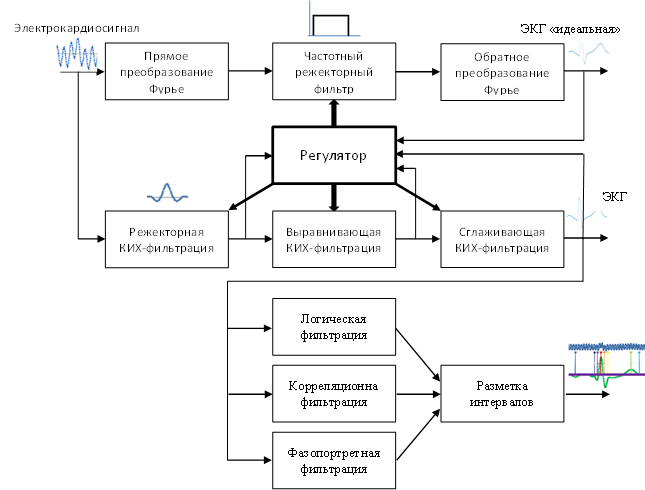 Электрокардиосигнал
ЭКГ «идеальная»
Прямое
преобразование
Фурье
Частотный
режекторный
фильтр
Обратное
преобразование
Фурье
Регулятор
ЭКГ
Режекторная
КИХ-фильтрация
Выравнивающая
КИХ-фильтрация
Сглаживающая
КИХ-фильтрация
Логическая
фильтрация
Корреляционна
фильтрация
Разметка
интервалов
Фазопортретная
фильтрация